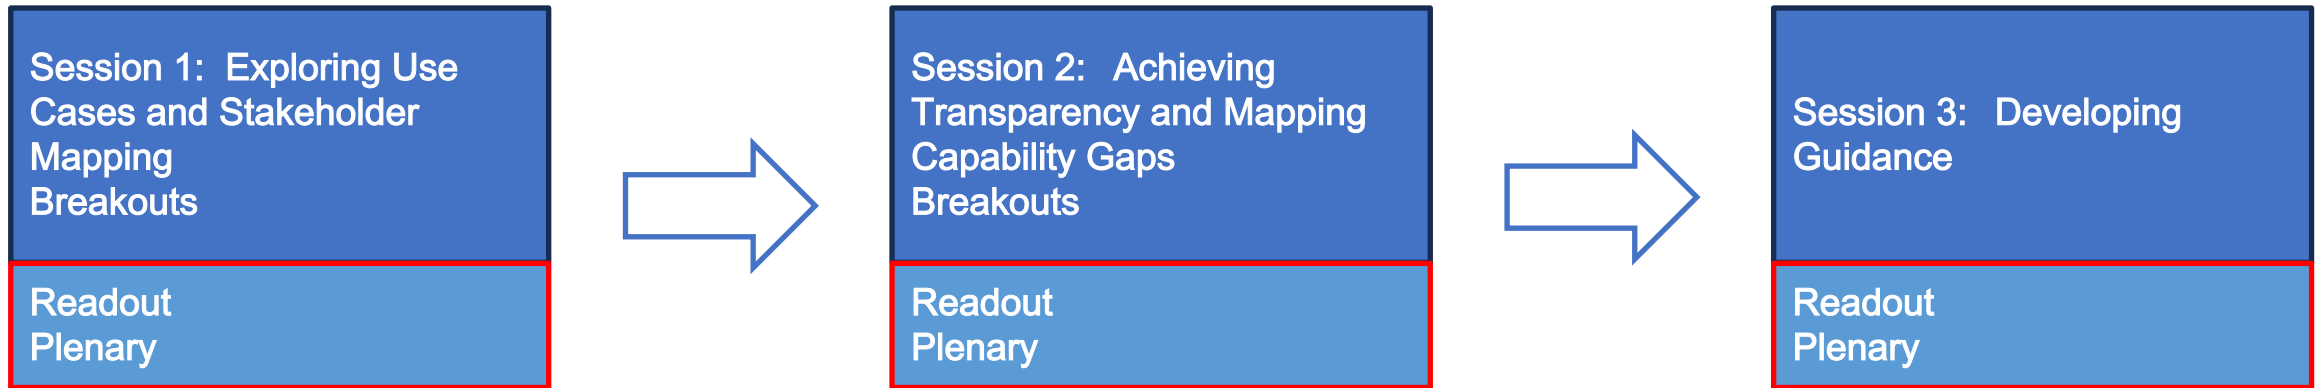 Session 1:  Exploring Use
Cases and Stakeholder
Mapping
Breakouts
Readout
Plenary
Session 2:   Achieving
Transparency and Mapping
Capability Gaps
Breakouts
Readout
Plenary
Session 3:   Developing
Guidance
Readout
Plenary